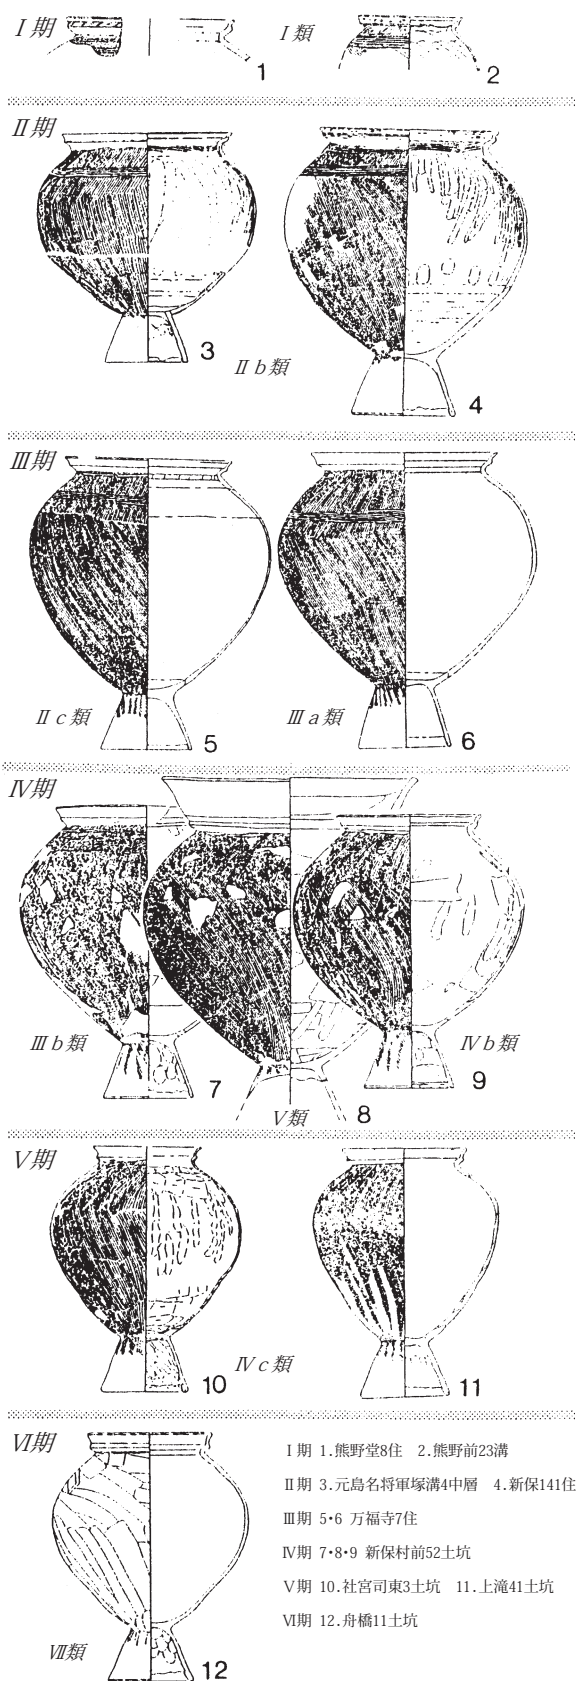 Ⅰ期
Ⅰ類
1
2
Ⅱ期
3
Ⅱb類
4
Ⅲ期
Ⅱc類
5
Ⅲa類
6
Ⅳ期
Ⅲb類
7
Ⅴ類
8
Ⅳb類
9
Ⅴ期
10
Ⅳc類
11
Ⅵ期
Ⅶ類
12
Ⅰ期 1.熊野堂8住 2.熊野前23溝
Ⅱ期 3.元島名将軍塚溝4中層 4.新保141住
Ⅲ期 5・6 万福寺7住
Ⅳ期 7・8・9 新保村前52土坑
Ⅴ期 10.社宮司東3土坑 11.上滝41土坑
Ⅵ期 12.舟橋11土坑